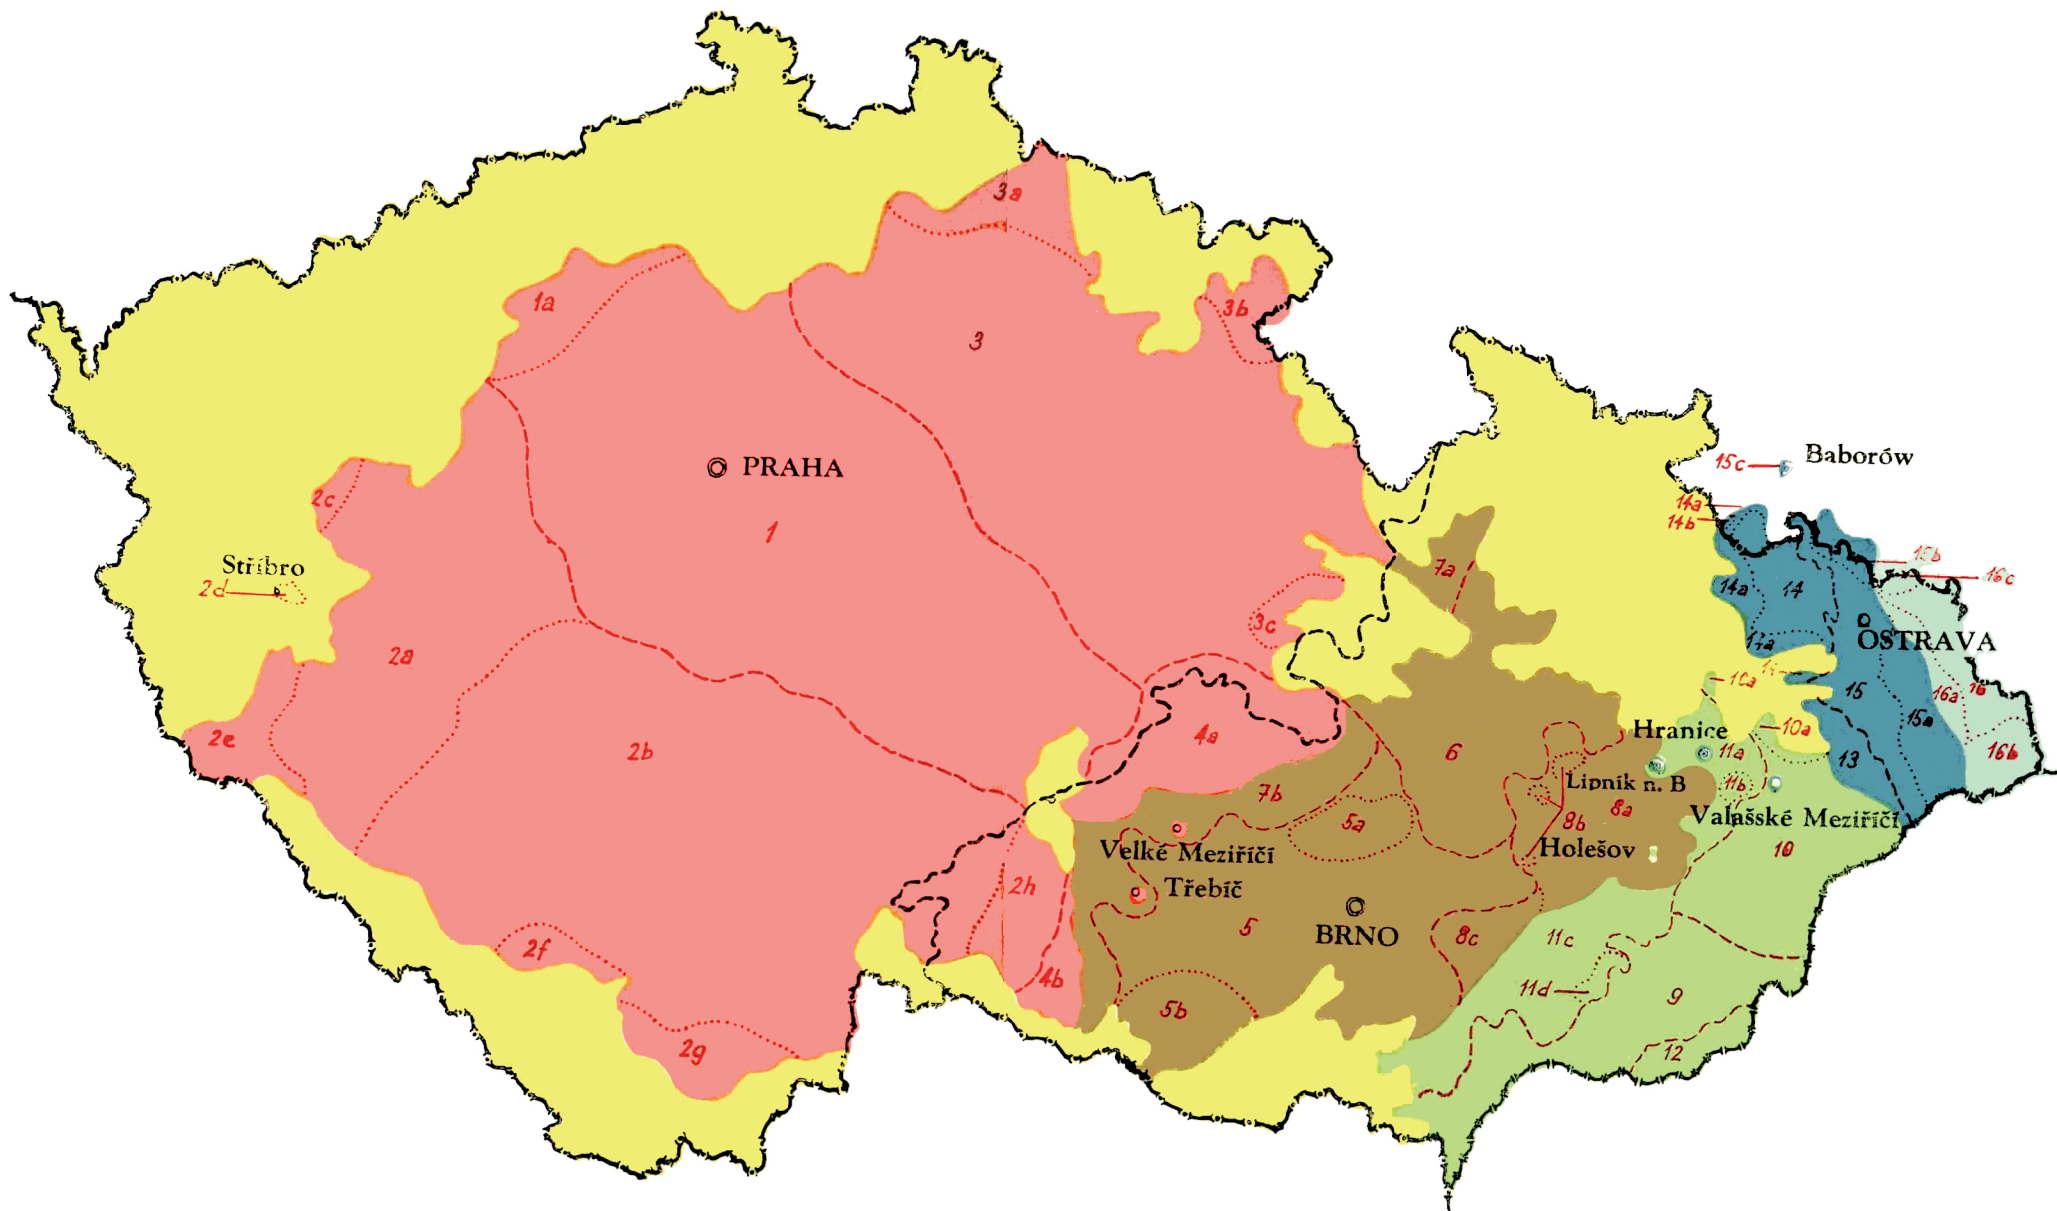 3a
1a
3b
3
Baborów
15c
PRAHA
2c
14a
14b
1
15b
Stříbro
7a
16c
2d
14a
14
3c
OSTRAVA
14a
2a
14
10a
15
16a
16
2e
2b
4a
6
Hranice
10a
15a
11a
13
16b
7b
Lipník n. B
11b
5a
8a
8b
Valašské Meziříčí
Velké Meziříčí
Holešov
10
2h
Třebíč
5
BRNO
8c
11c
2f
4b
11d
9
5b
2g
12